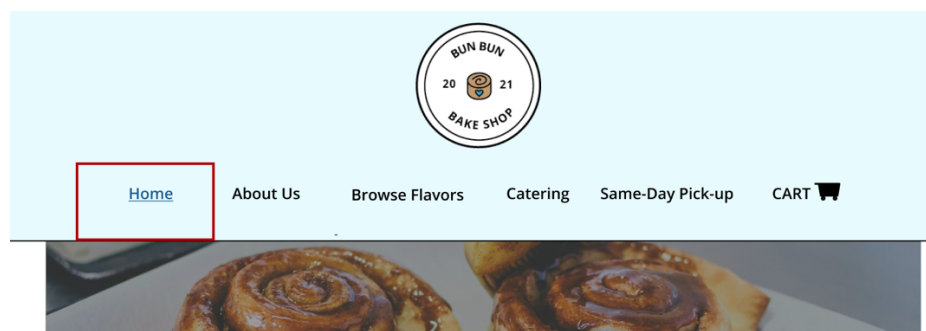 BUN BUN
20 21
BAKE SHOP
Home About Us Browse Flavors Catering Same-Day Pick-up CART